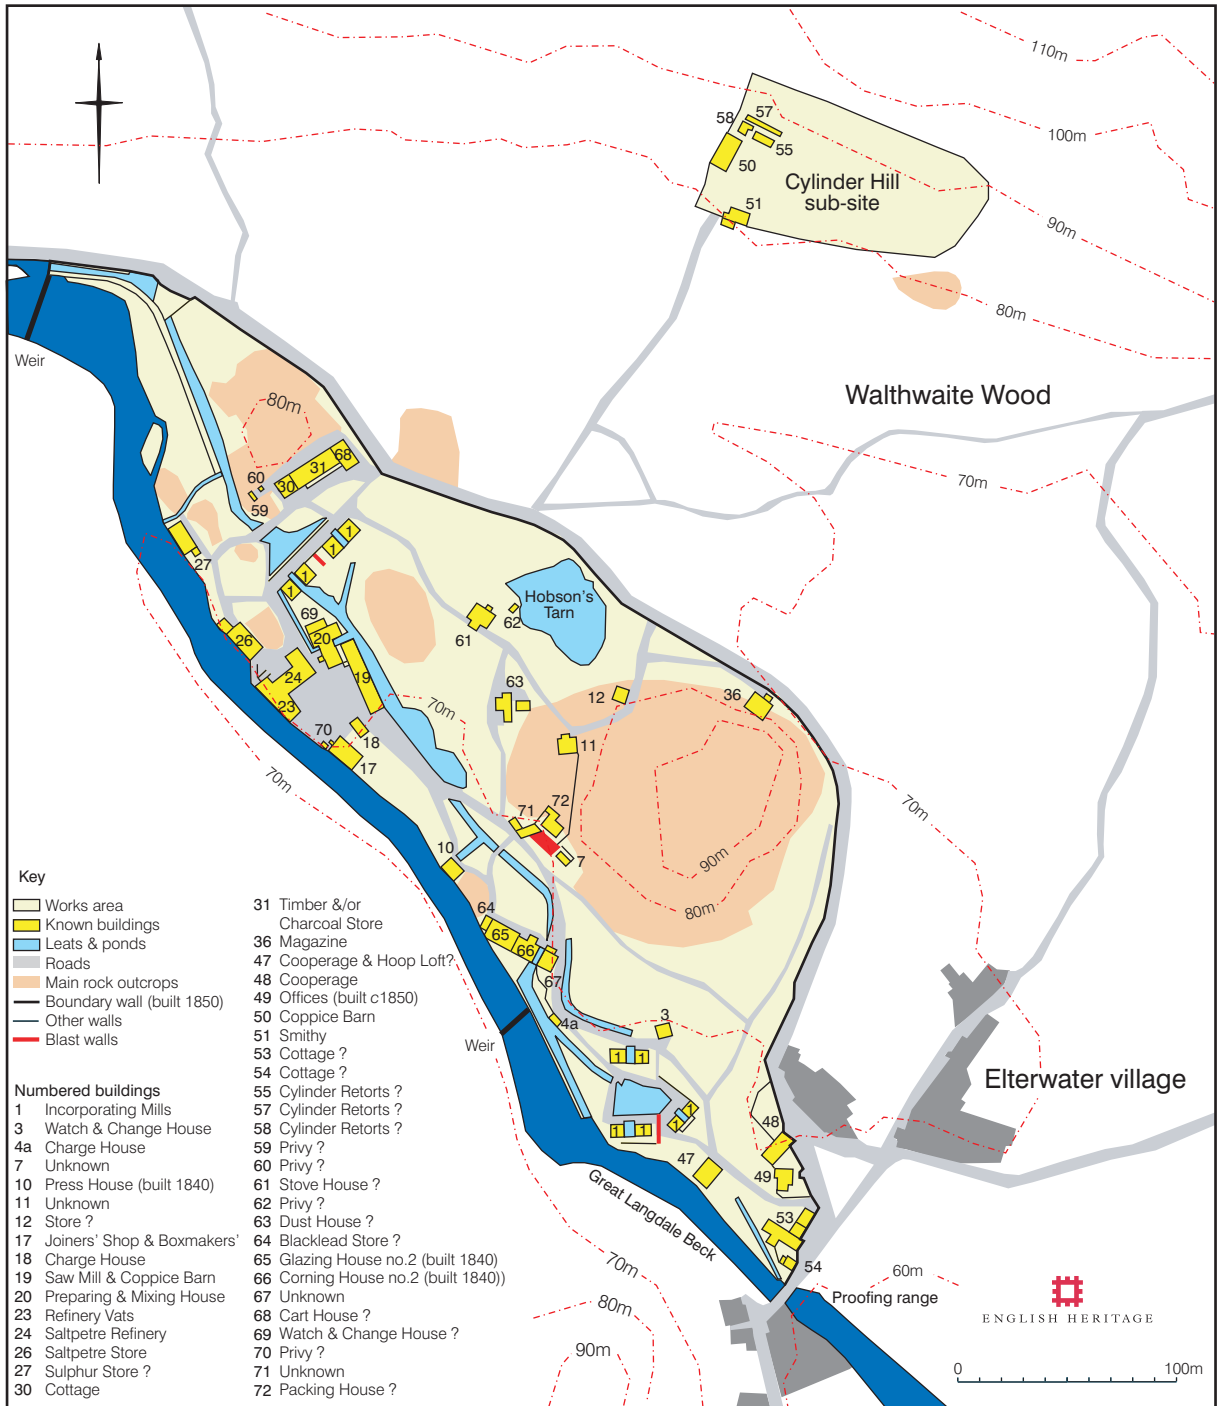 110m
57
58
100m
55
50
Cylinder Hill
sub-site
51
90m
80m
Weir
Walthwaite Wood
80m
68
31
30
60
59
70m
1
1
27
1
1
Hobson's
Tarn
69
62
61
20
26
24
19
63
12
36
23
70m
11
70
18
17
70m
70m
72
71
7
10
90m
80m
64
65
66
67
4a
3
Weir
1
1
1
1
1
1
Elterwater village
48
47
49
Great Langdale Beck
53
54
70m
60m
80m
Proofing range
90m
ENGLISH HERITAGE
0
100m
Key
Works area
Known buildings
Leats & ponds
Roads
Main rock outcrops
Boundary wall (built 1850)
Other walls
Blast walls
Numbered buildings
1 Incorporating Mills
3 Watch & Change House
4a Charge House
7 Unknown
10 Press House (built 1840)
11 Unknown
12 Store ?
17 Joiners' Shop & Boxmakers'
18 Charge House
19 Saw Mill & Coppice Barn
20 Preparing & Mixing House
23 Refinery Vats
24 Saltpetre Refinery
26 Saltpetre Store
27 Sulphur Store ?
30 Cottage
31 Timber &/or
Charcoal Store
36 Magazine
47 Cooperage & Hoop Loft?
48 Cooperage
49 Offices (built c1850)
50 Coppice Barn
51 Smithy
53 Cottage ?
54 Cottage ?
55 Cylinder Retorts ?
57 Cylinder Retorts ?
58 Cylinder Retorts ?
59 Privy ?
60 Privy ?
61 Stove House ?
62 Privy ?
63 Dust House ?
64 Blacklead Store ?
65 Glazing House no.2 (built 1840)
66 Corning House no.2 (built 1840))
67 Unknown
68 Cart House ?
69 Watch & Change House ?
70 Privy ?
71 Unknown
72 Packing House ?